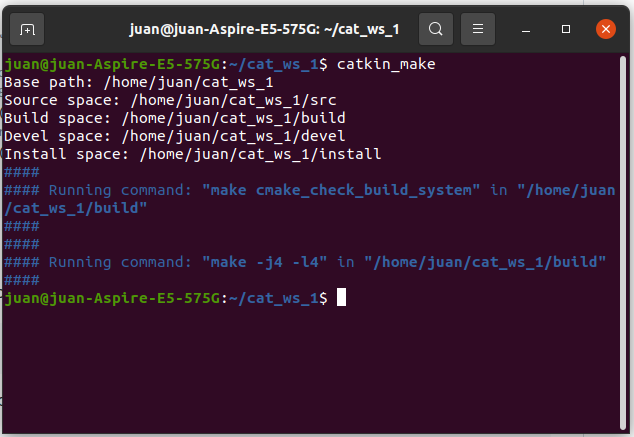 juan@juan-Aspire-E5-575G: ~/cat_ws_1
juan@juan-Aspire-E5-575G:~/cat_ws_1$ catkin_make
Base path: /home/juan/cat_ws_1
Source space: /home/juan/cat_ws_1/src
Build space: /home/juan/cat_ws_1/build
Devel space: /home/juan/cat_ws_1/devel
Install space: /home/juan/cat_ws_1/install
####
#### Running command: "make cmake_check_build_system" in "/home/juan
/cat_ws_1/build"
####
####
#### Running command: "make -j4 -l4" in "/home/juan/cat_ws_1/build"
####
juan@juan-Aspire-E5-575G:~/cat_ws_1$